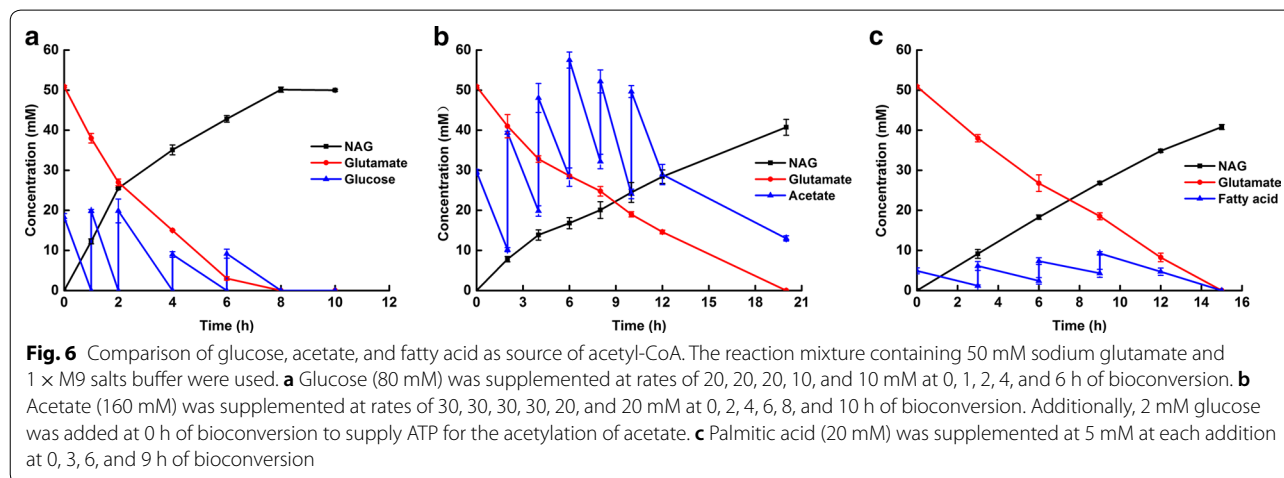 a
b
c
60
50
40
30
20
10
0
Concentration (mM)
NAG
Glutamate
Glucose
0 2 4 6 8 10 12
Time (h)
60
50
40
30
20
10
0
Concentration (mM)
NAG
Glutamate
Acetate
0 3 6 9 12 15 18 21
Time (h)
60
50
40
30
20
10
0
Concentration (mM)
NAG
Glutamate
Fatty acid
0 2 4 6 8 10 12 14 16
Time (h)
Fig. 6 Comparison of glucose, acetate, and fatty acid as source of acetyl-CoA. The reaction mixture containing 50 mM sodium glutamate and
1 × M9 salts buffer were used. a Glucose (80 mM) was supplemented at rates of 20, 20, 20, 10, and 10 mM at 0, 1, 2, 4, and 6 h of bioconversion. b
Acetate (160 mM) was supplemented at rates of 30, 30, 30, 30, 20, and 20 mM at 0, 2, 4, 6, 8, and 10 h of bioconversion. Additionally, 2 mM glucose
was added at 0 h of bioconversion to supply ATP for the acetylation of acetate. c Palmitic acid (20 mM) was supplemented at 5 mM at each addition
at 0, 3, 6, and 9 h of bioconversion